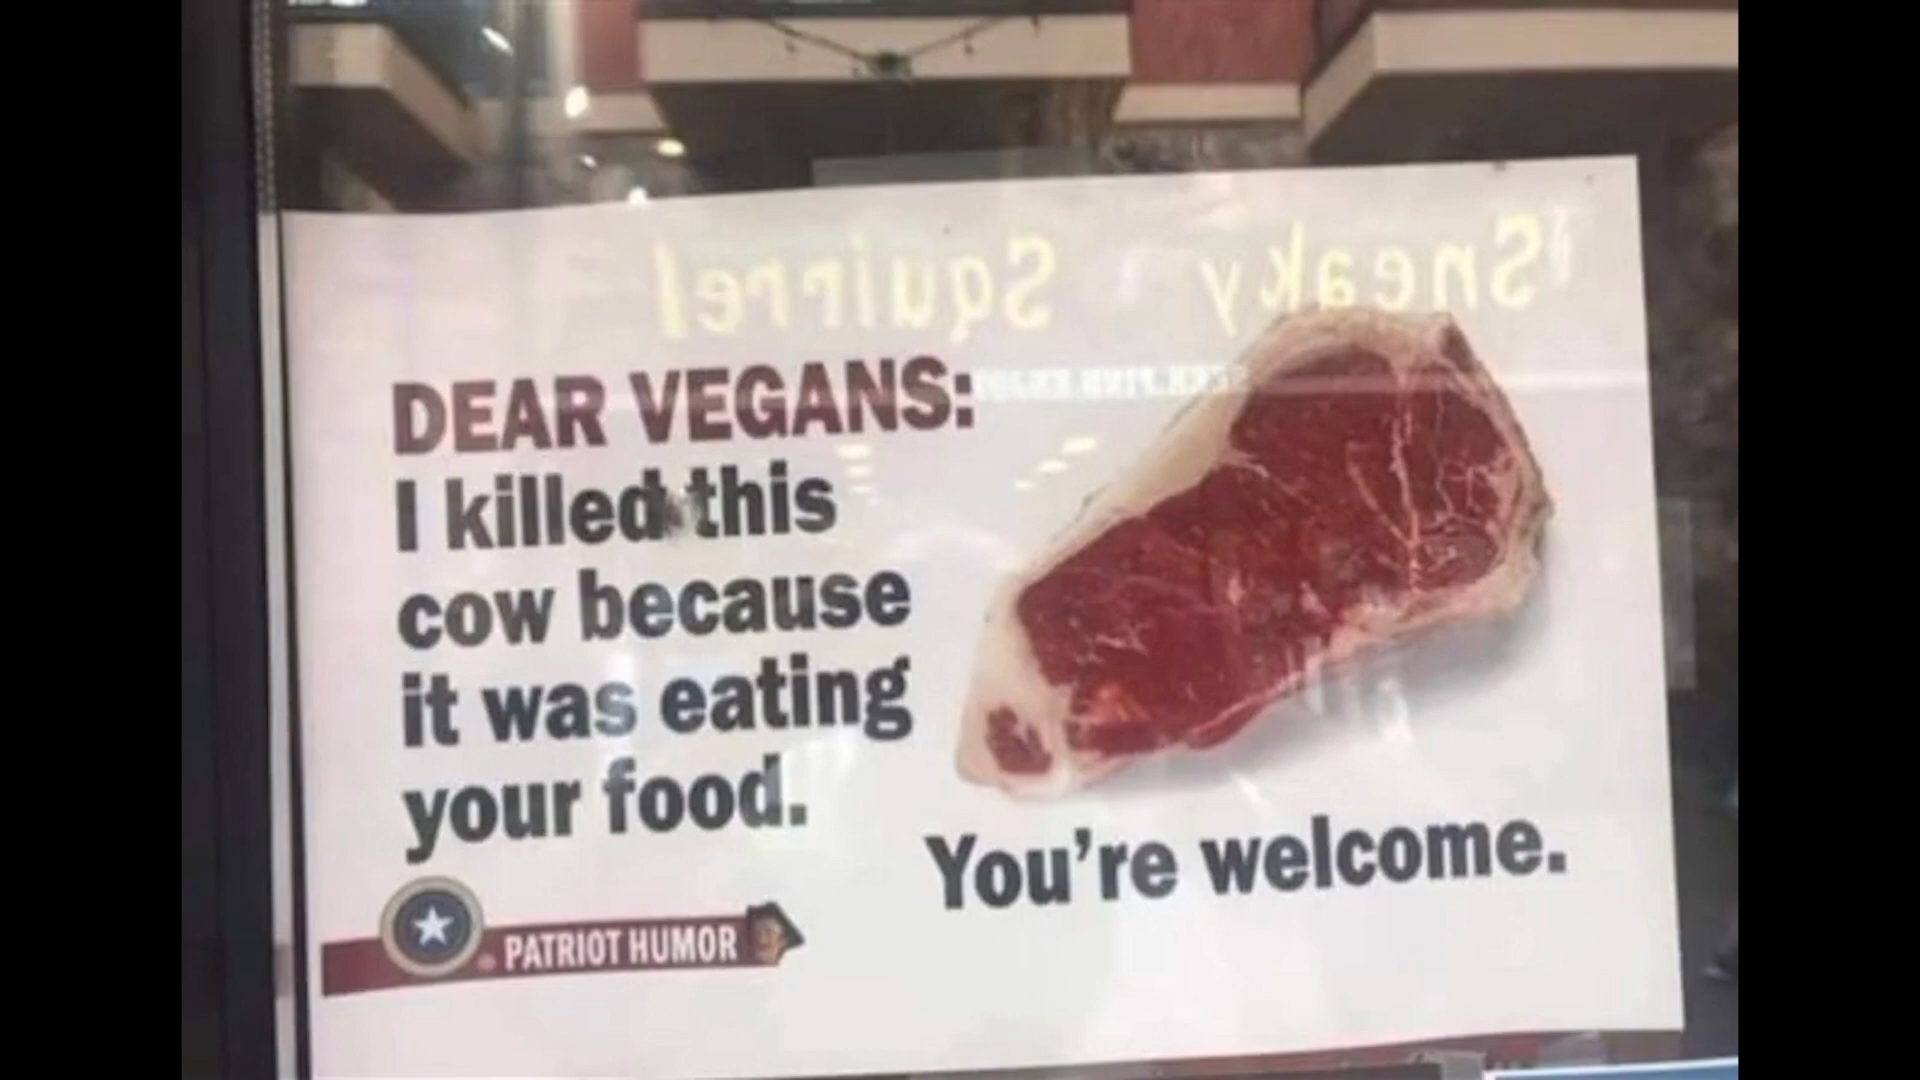 Sneaky Squirrel
DEAR VEGANS:
I killed this
cow because
it was eating
your food.
You're welcome.
PATRIOT HUMOR